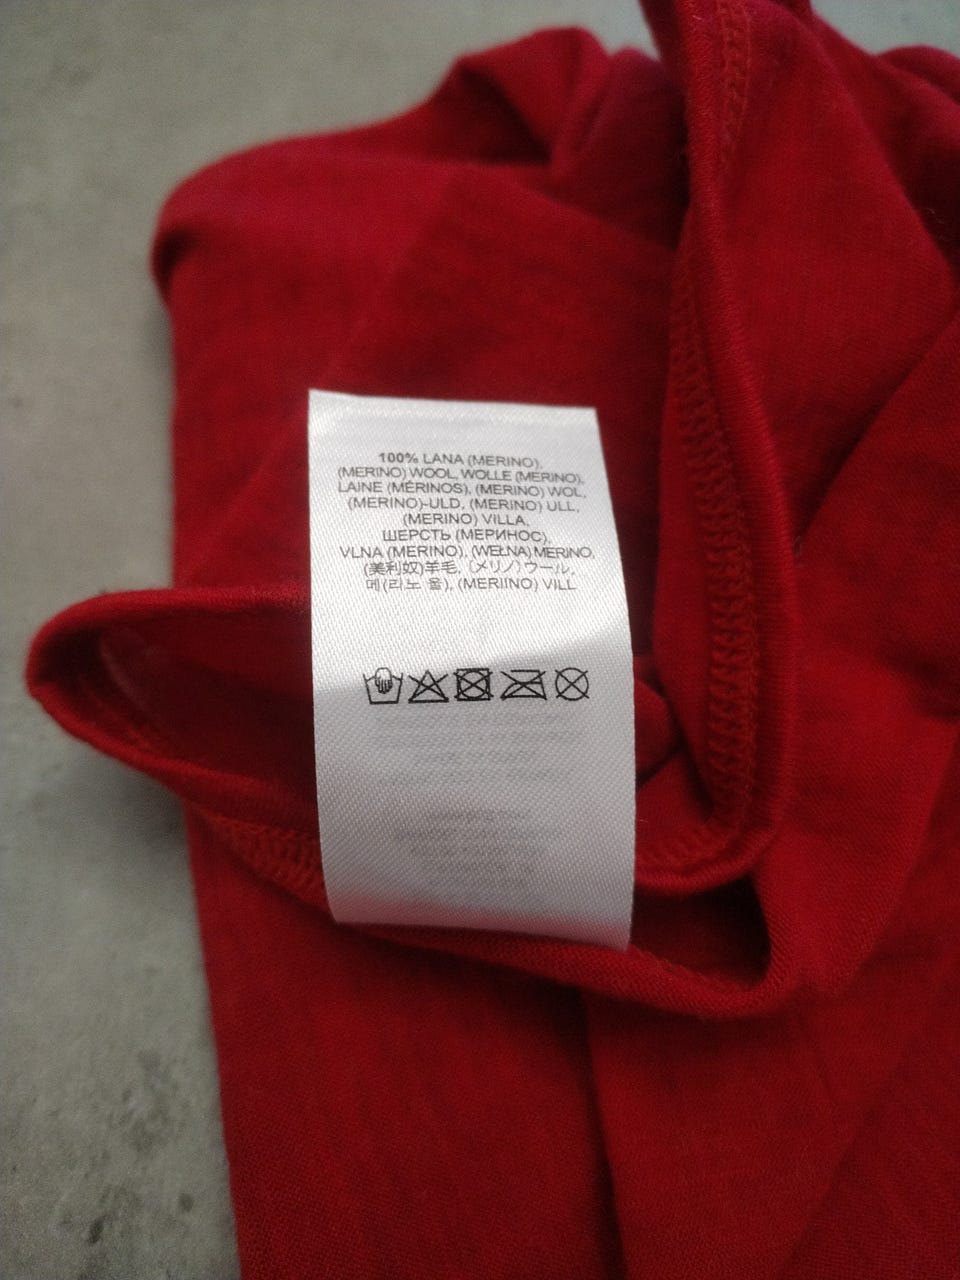 100% LANA (MERINO),
(MERINO) WOOL, WOLLE (MERINO),
LAINE (MÉRINOS), (MERINO) WOL,
(MERINO)-ULD, (MERINO) ULL,
(MERINO) VILLA,
ШЕРСТЬ (МЕРИНОС),
VLNA (MERINO), (WEŁNA) MERINO,
(美利奴)羊毛, (メリノ)ウール,
메(리노 울), (MERIINO) VILL